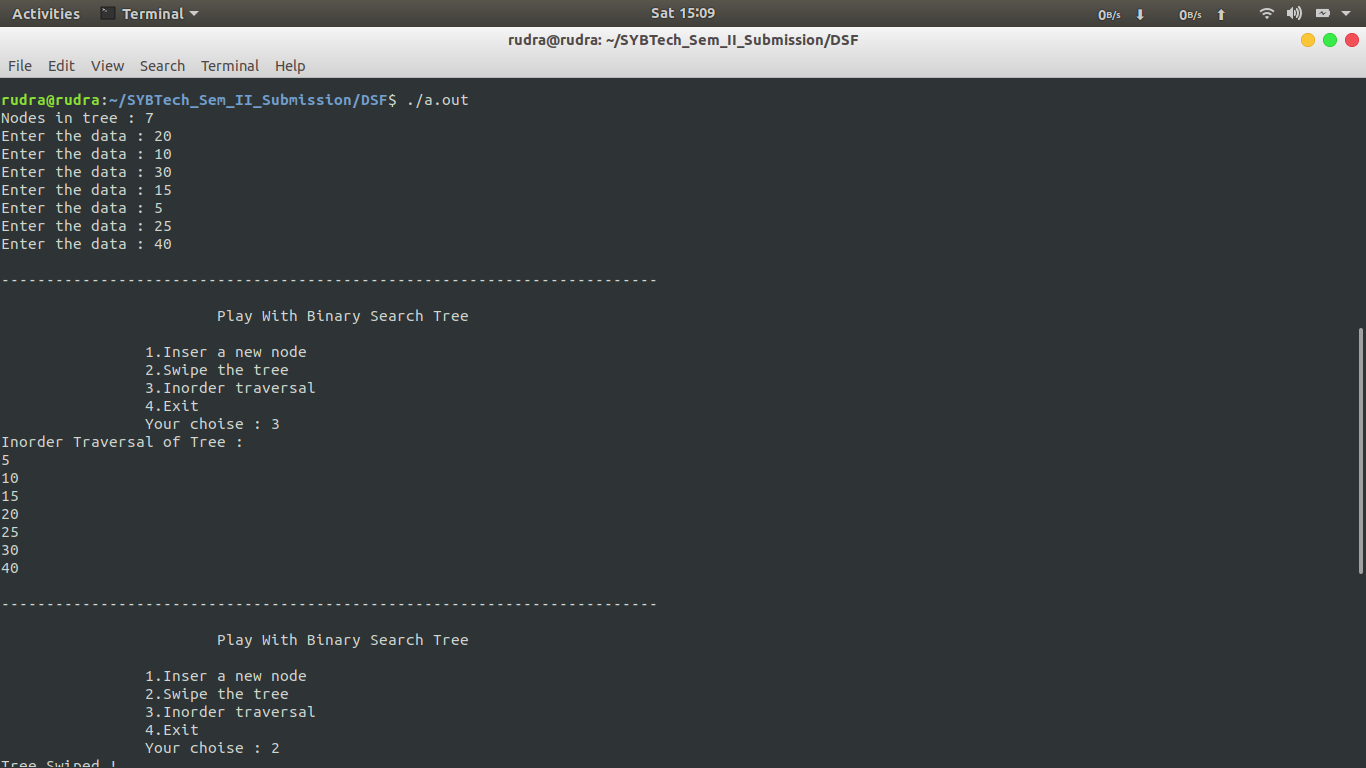 Activities Terminal Sat 15:09 0B/s 0B/s
rudra@rudra: ~/SYBTech_Sem_II_Submission/DSF
File Edit View Search Terminal Help
rudra@rudra:~/SYBTech_Sem_II_Submission/DSF$ ./a.out
Nodes in tree : 7
Enter the data : 20
Enter the data : 10
Enter the data : 30
Enter the data : 15
Enter the data : 5
Enter the data : 25
Enter the data : 40
-------------------------------------------------------------------------
Play With Binary Search Tree
1.Inser a new node
2.Swipe the tree
3.Inorder traversal
4.Exit
Your choise : 3
Inorder Traversal of Tree :
5
10
15
20
25
30
40
-------------------------------------------------------------------------
Play With Binary Search Tree
1.Inser a new node
2.Swipe the tree
3.Inorder traversal
4.Exit
Your choise : 2
Tree Swiped !